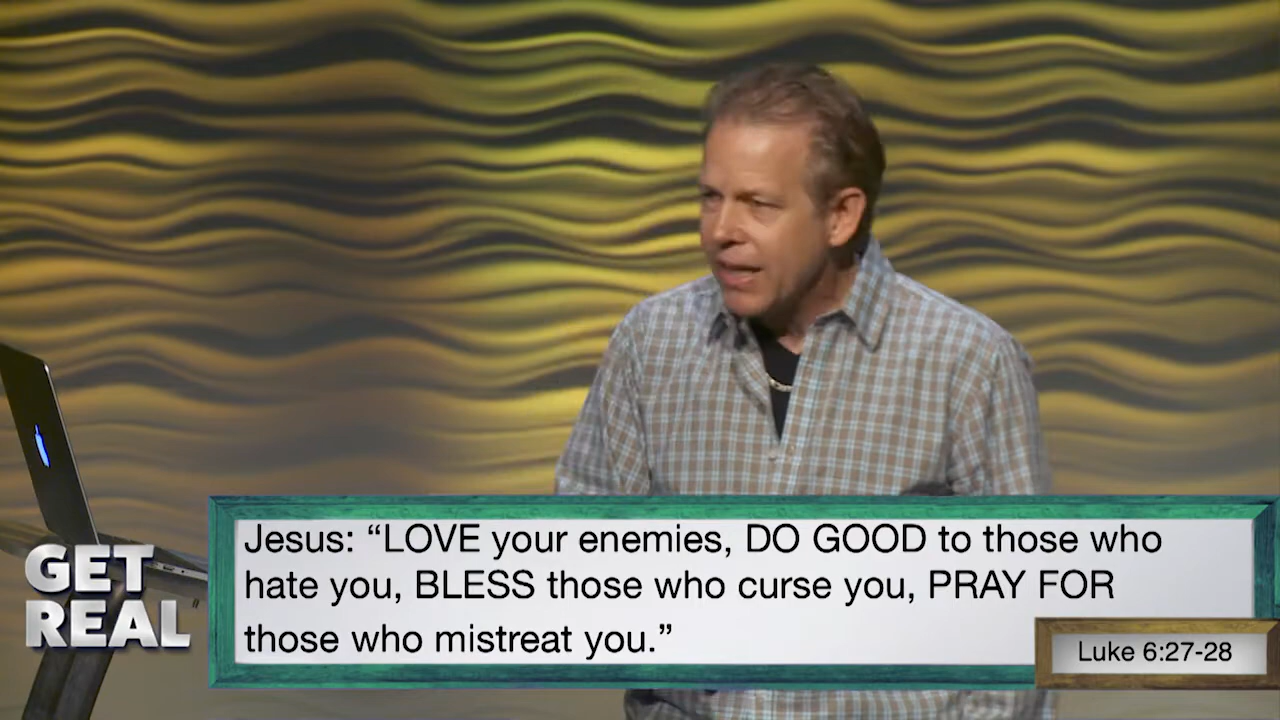 Jesus: “LOVE your enemies, DO GOOD to those who
hate you, BLESS those who curse you, PRAY FOR
those who mistreat you.”
Luke 6:27-28
GET
REAL